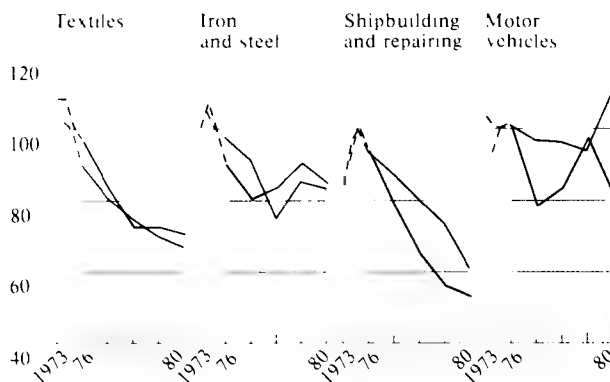 Textiles
Iron
and steel
Shipbuilding
and repairing
Motor
vehicles
120
100
80
60
40
1973
76
80
1973
76
80
1973
76
80
1973
76
80